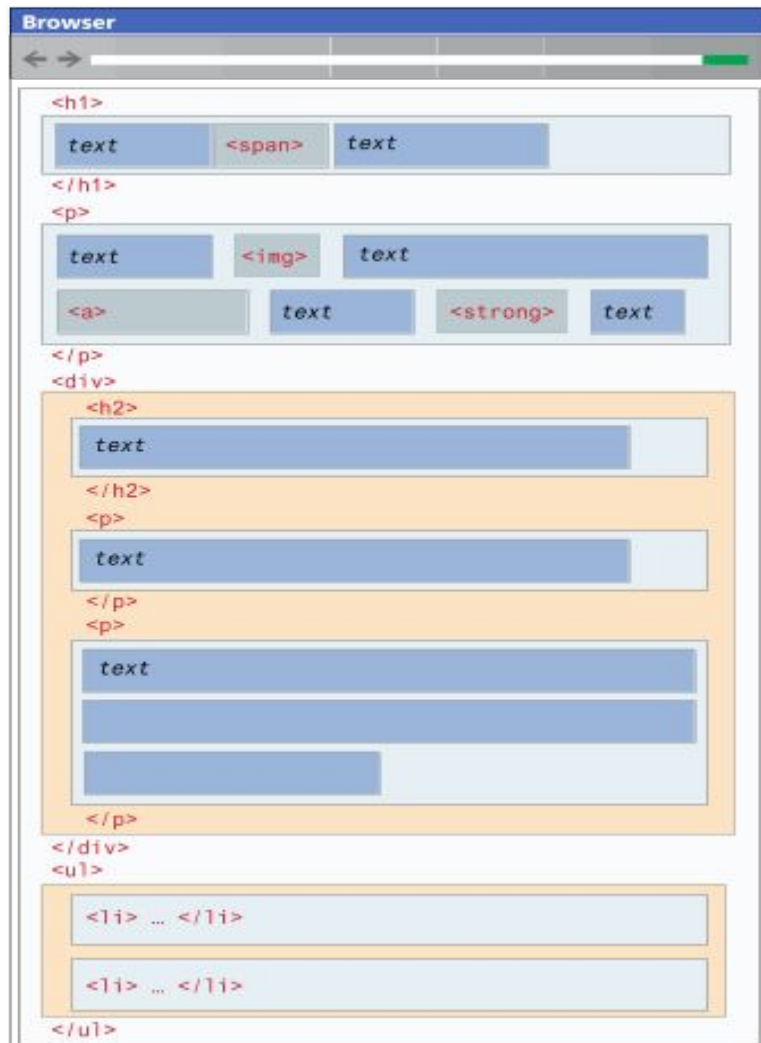 Browser
<h1>
text <span> text
</h1>
<p>
text <img> text
<a> text <strong> text
</p>
<div>
<h2>
text
</h2>
<p>
text
</p>
<p>
text
</p>
</div>
<ul>
<li> … </li>
<li> … </li>
</ul>